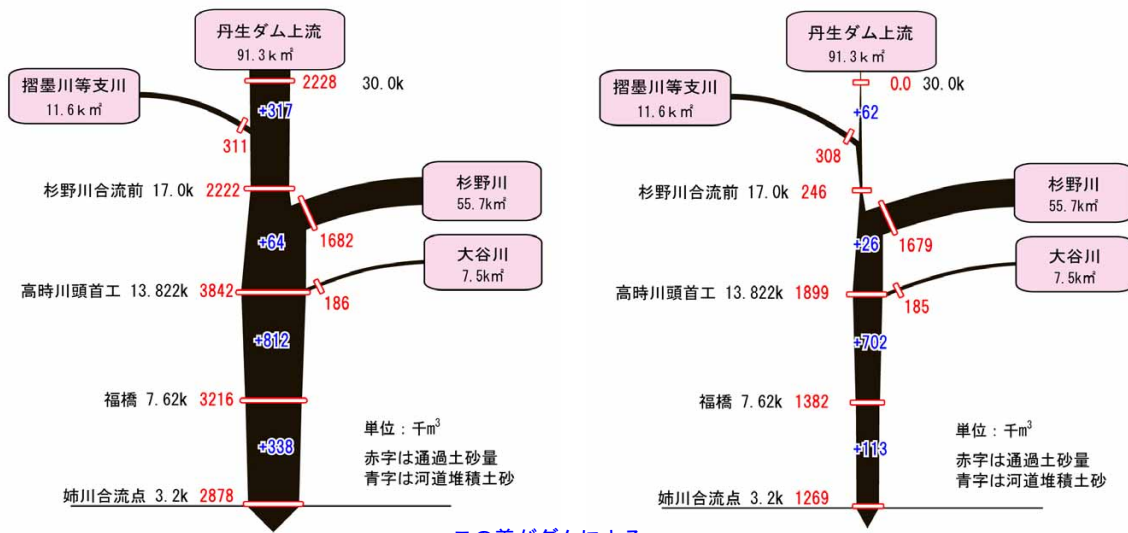 丹生ダム上流
91.3ｋ㎡
2228 30.0k
摺墨川等支川
11.6ｋ㎡
+317
311
杉野川合流前 17.0k 2222
杉野川
55.7k㎡
1682
+64
大谷川
7.5k㎡
高時川頭首工 13.822k 3842
186
+812
福橋 7.62k 3216
+338
単位：千m³
赤字は通過土砂量
青字は河道堆積土砂
姉川合流点 3.2k 2878
丹生ダム上流
91.3ｋ㎡
0.0 30.0k
摺墨川等支川
11.6ｋ㎡
+62
308
杉野川合流前 17.0k 246
杉野川
55.7k㎡
1679
+26
大谷川
7.5k㎡
高時川頭首工 13.822k 1899
185
+702
福橋 7.62k 1382
+113
単位：千m³
赤字は通過土砂量
青字は河道堆積土砂
姉川合流点 3.2k 1269